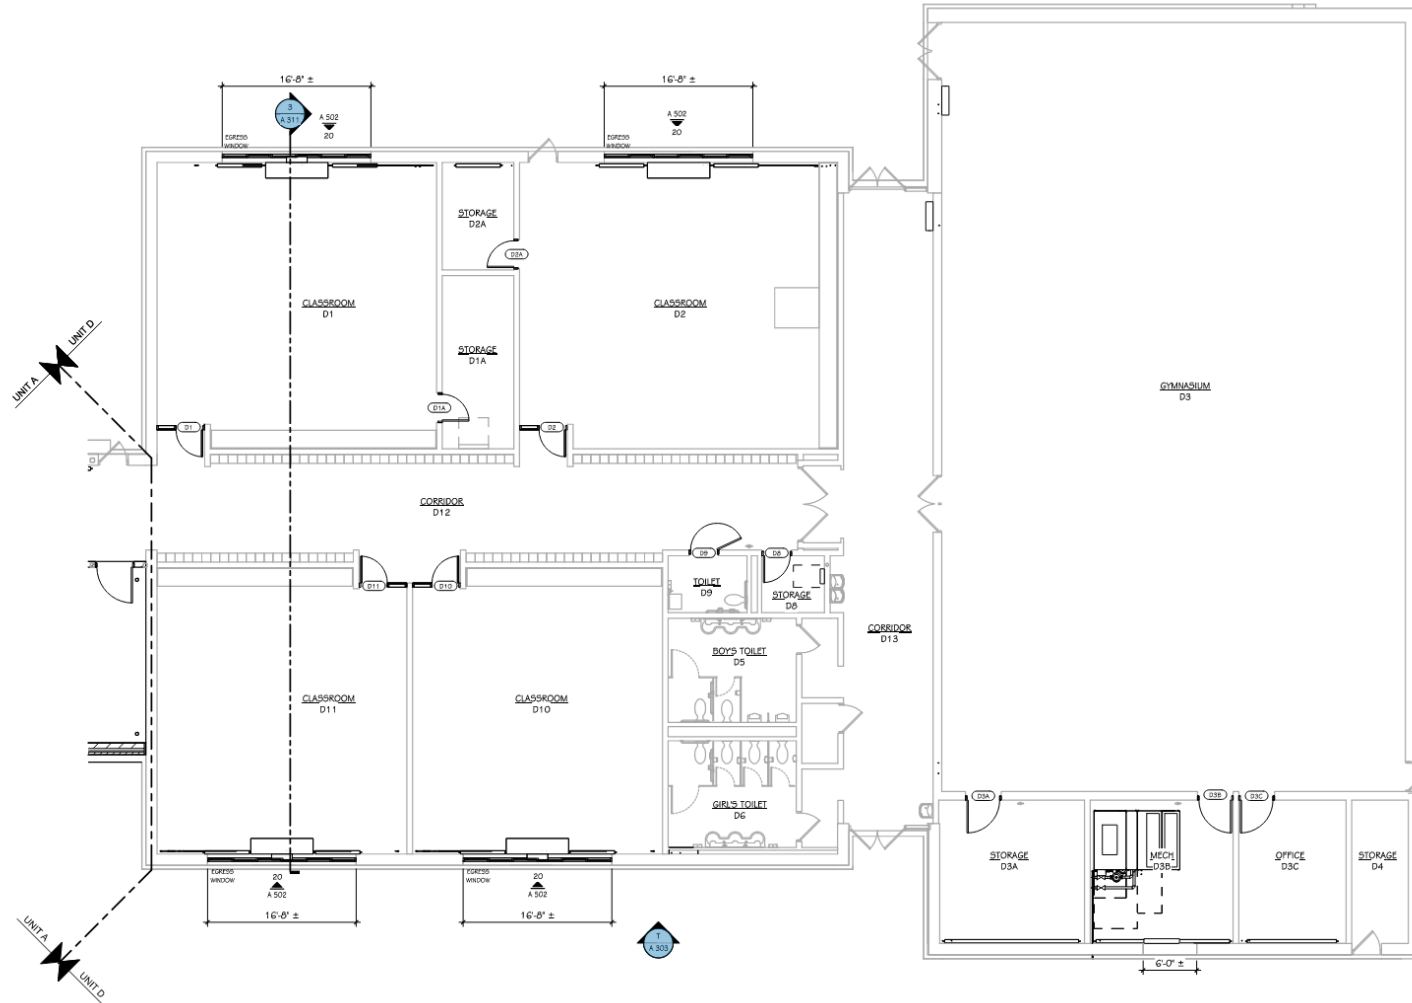 16'-8" ±
16'-8" ±
3
A 311
A 502
20
A 502
20
EGRESS
WINDOW
EGRESS
WINDOW
STORAGE
D2A
D2A
CLASSROOM
D1
CLASSROOM
D2
UNIT D
UNIT A
STORAGE
D1A
GYMNASIUM
D3
D1A
D1
D2
CORRIDOR
D12
D9
D8
TOILET
D9
D11
D10
STORAGE
D8
CORRIDOR
D13
BOYS TOILET
D5
CLASSROOM
D11
CLASSROOM
D10
D3A
D3B
D3C
GIRL'S TOILET
D6
STORAGE
D3A
MECH
D3B
OFFICE
D3C
STORAGE
D4
EGRESS
WINDOW
20
A 502
EGRESS
WINDOW
20
A 502
16'-8" ±
16'-8" ±
UNIT A
UNIT D
T
A 303
6'-0" ±